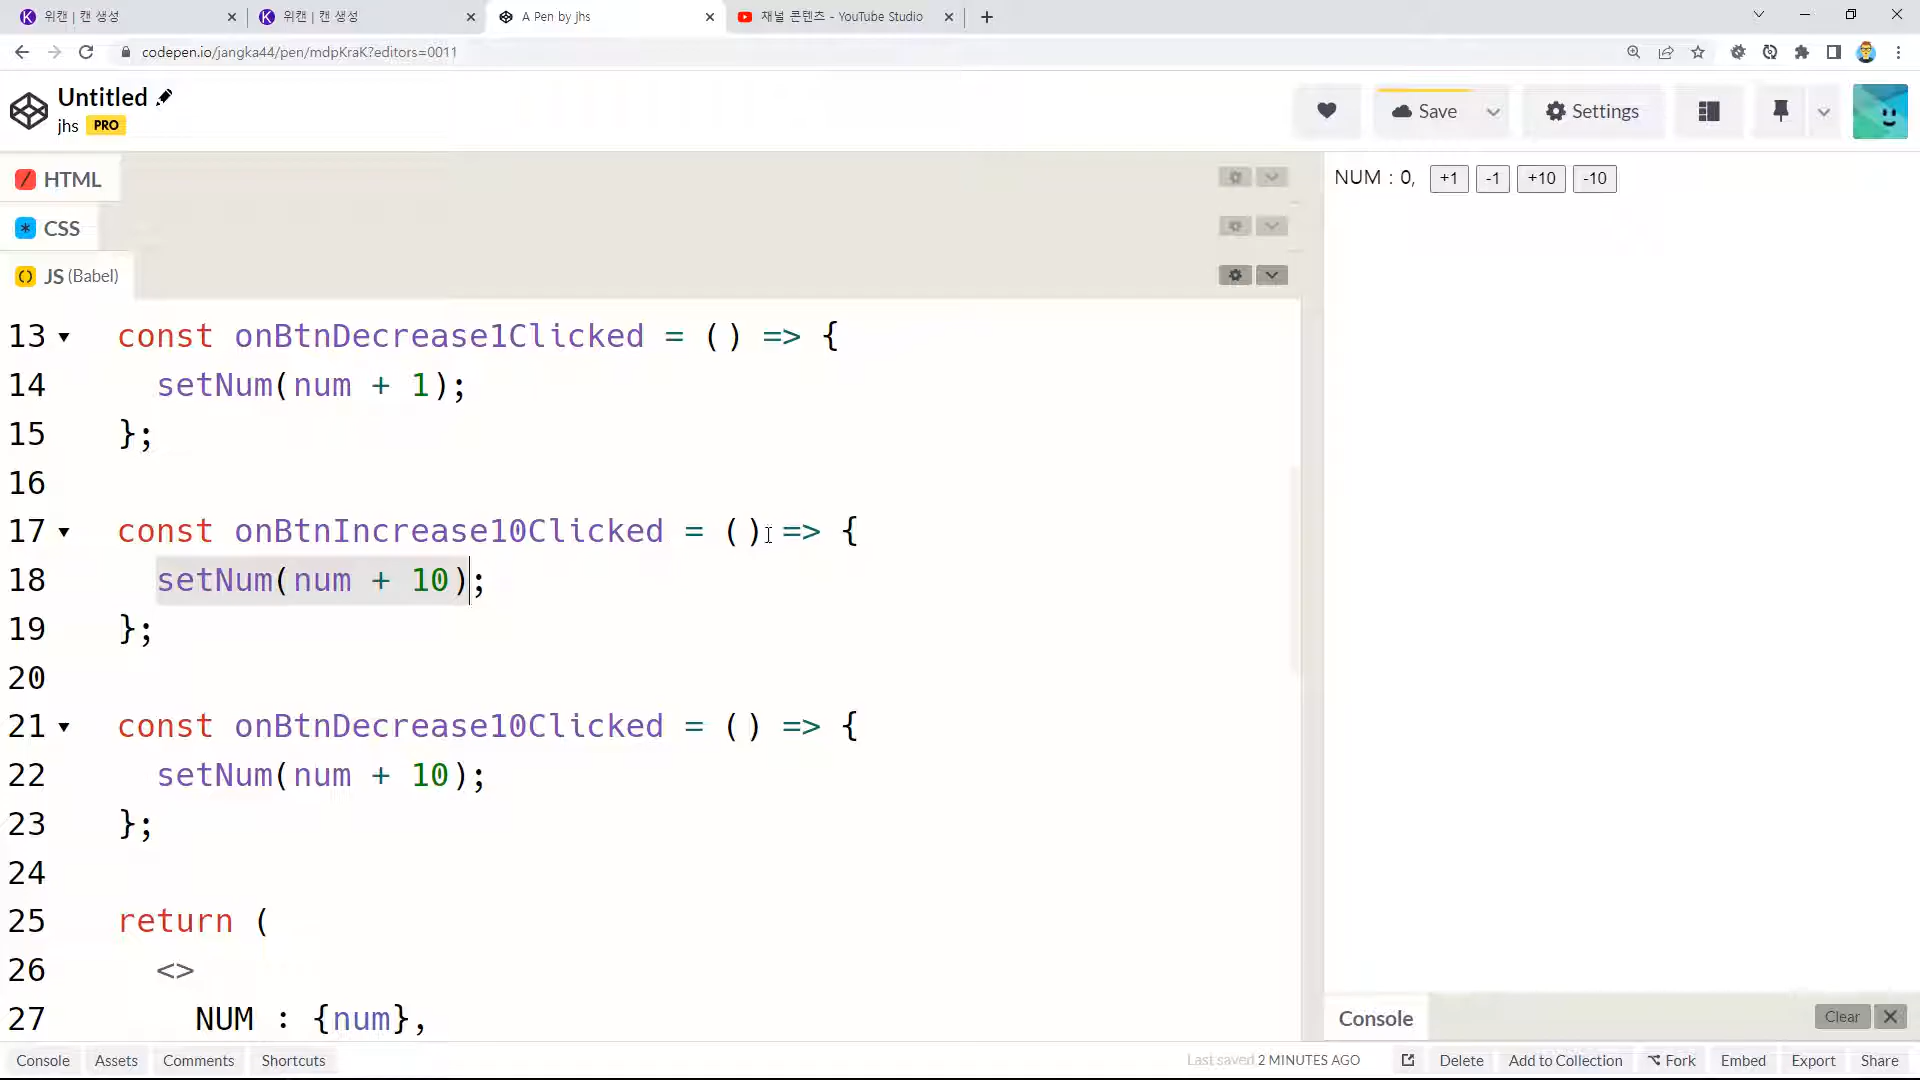 위캔 | 캔 생성
위캔 | 캔 생성
A Pen by jhs
채널 콘텐츠 - YouTube Studio
codepen.io/jangka44/pen/mdpKraK?editors=0011
Untitled
jhs PRO
Save
Settings
HTML
CSS
JS (Babel)
NUM : 0, +1 -1 +10 -10
13 const onBtnDecrease1Clicked = () => {
14 setNum(num + 1);
15 };
16
17 const onBtnIncrease10Clicked = () => {
18 setNum(num + 10);
19 };
20
21 const onBtnDecrease10Clicked = () => {
22 setNum(num + 10);
23 };
24
25 return (
26 <>
27 NUM : {num},
Console
Clear
Console Assets Comments Shortcuts
Last saved 2 MINUTES AGO
Delete Add to Collection Fork Embed Export Share